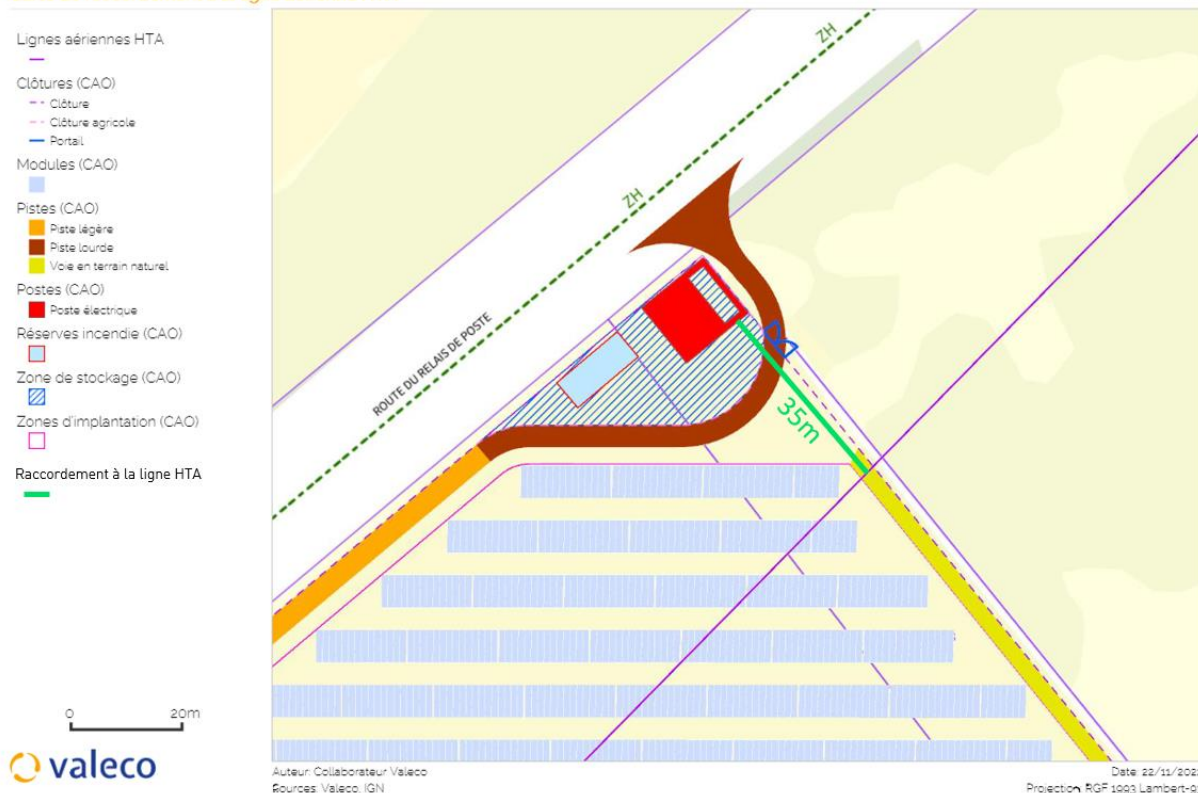 Lignes aériennes HTA
Clôtures (CAO)
Clôture
Clôture agricole
Portail
Modules (CAO)
Pistes (CAO)
Piste légère
Piste lourde
Voie en terrain naturel
Postes (CAO)
Poste électrique
Réserves incendie (CAO)
Zone de stockage (CAO)
Zones d'implantation (CAO)
Raccordement à la ligne HTA
0 20m
valeco
ZH
ZH
ROUTE DU RELAIS DE POSTE
35m
Auteur: Collaborateur Valeco
Sources: Valeco, IGN
Date: 22/11/202
Projection: RGF 1993 Lambert-9